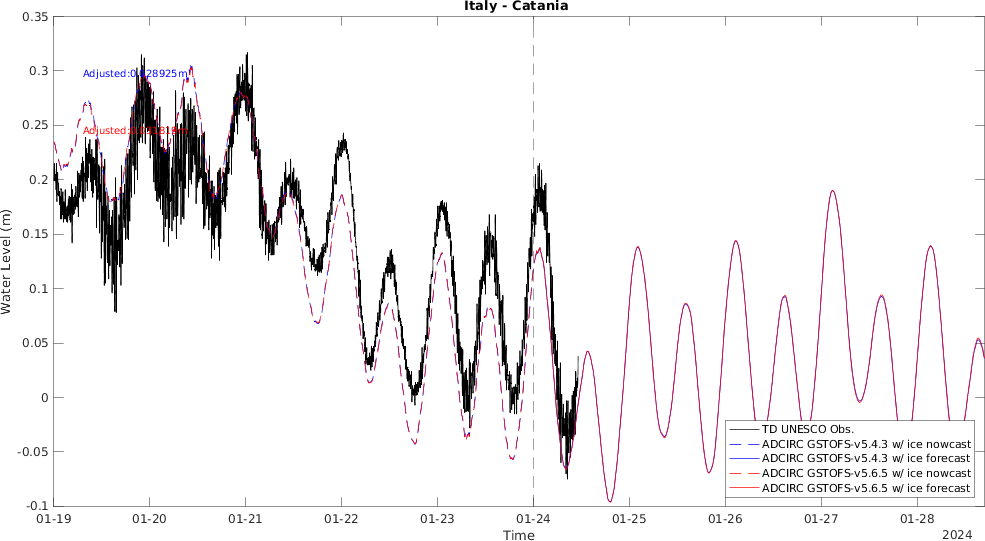 Italy - Catania
0.35
0.3
0.25
0.2
0.15
0.1
0.05
0
-0.05
-0.1
Water Level (m)
01-19
01-20
01-21
01-22
01-23
01-24
01-25
01-26
01-27
01-28
Time
2024
TD UNESCO Obs.
ADCIRC GSTOFS-v5.4.3 w/ ice nowcast
ADCIRC GSTOFS-v5.4.3 w/ ice forecast
ADCIRC GSTOFS-v5.6.5 w/ ice nowcast
ADCIRC GSTOFS-v5.6.5 w/ ice forecast